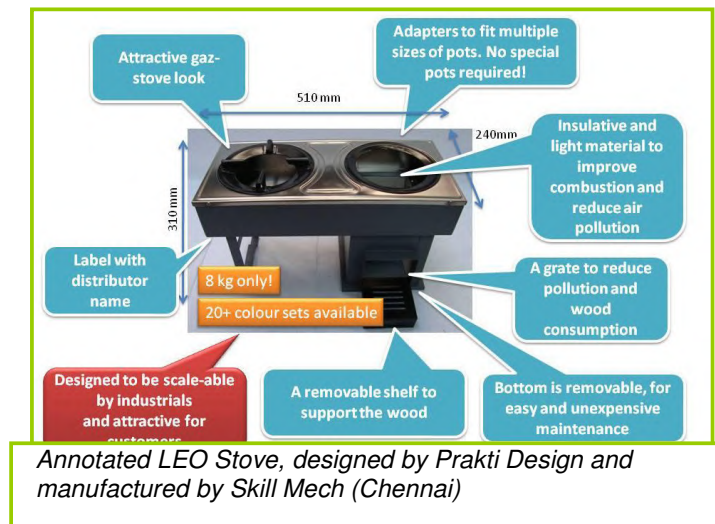 Attractive gaz-
stove look
Adapters to fit multiple
sizes of pots. No special
pots required!
510 mm
240mm
Insulative and
light material to
improve
combustion and
reduce air
pollution
310 mm
Label with
distributor
name
8 kg only!
20+ colour sets available
A grate to reduce
pollution and
wood
consumption
Designed to be scale-able
by industrials
and attractive for
customers
A removable shelf to
support the wood
Bottom is removable, for
easy and unexpensive
maintenance
Annotated LEO Stove, designed by Prakti Design and
manufactured by Skill Mech (Chennai)